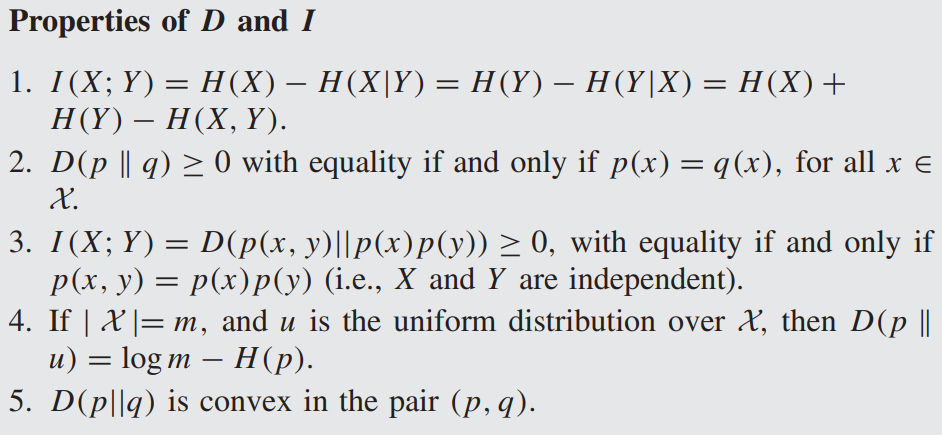 Properties of D and I
1. I(X; Y) = H(X) − H(X|Y) = H(Y) − H(Y|X) = H(X) +
H(Y) − H(X, Y).
2. D(p ∥ q) ≥ 0 with equality if and only if p(x) = q(x), for all x ∈
𝒳.
3. I(X; Y) = D(p(x, y)||p(x)p(y)) ≥ 0, with equality if and only if
p(x, y) = p(x)p(y) (i.e., X and Y are independent).
4. If | 𝒳 |= m, and u is the uniform distribution over 𝒳, then D(p ∥
u) = log m − H(p).
5. D(p||q) is convex in the pair (p, q).